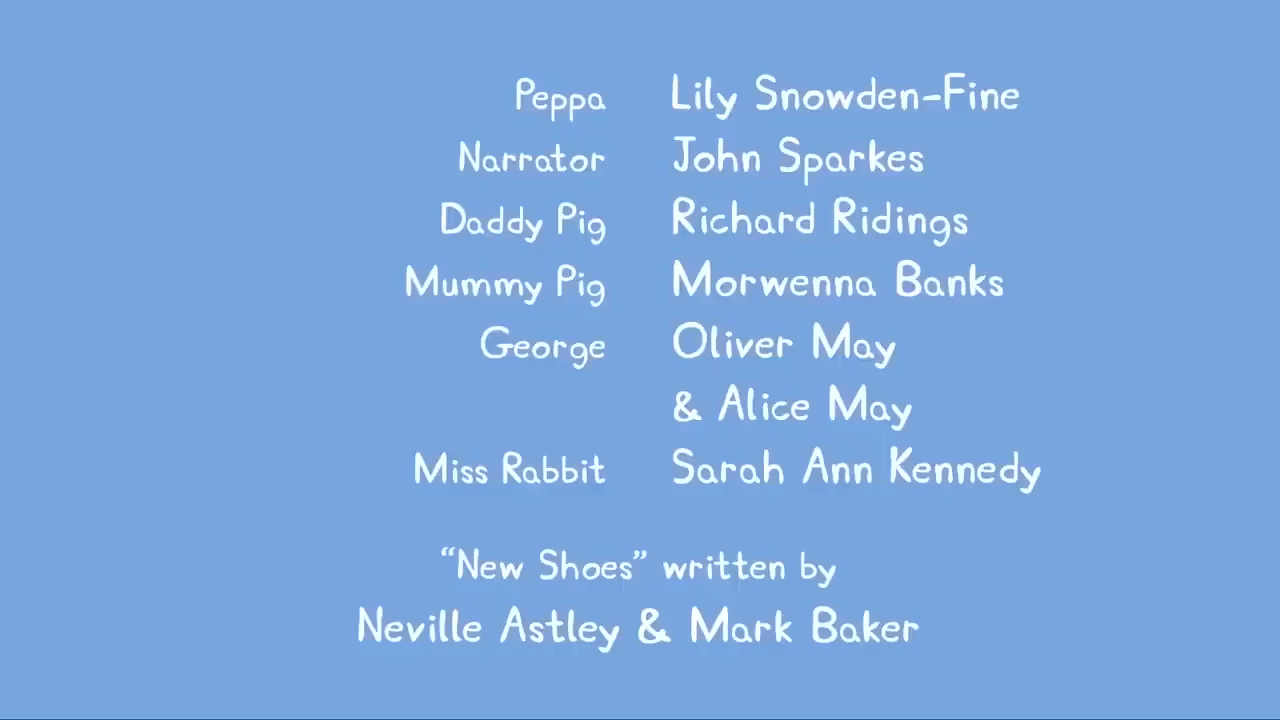 Peppa Lily Snowden-Fine
Narrator John Sparkes
Daddy Pig Richard Ridings
Mummy Pig Morwenna Banks
George Oliver May
& Alice May
Miss Rabbit Sarah Ann Kennedy
“New Shoes” written by
Neville Astley & Mark Baker